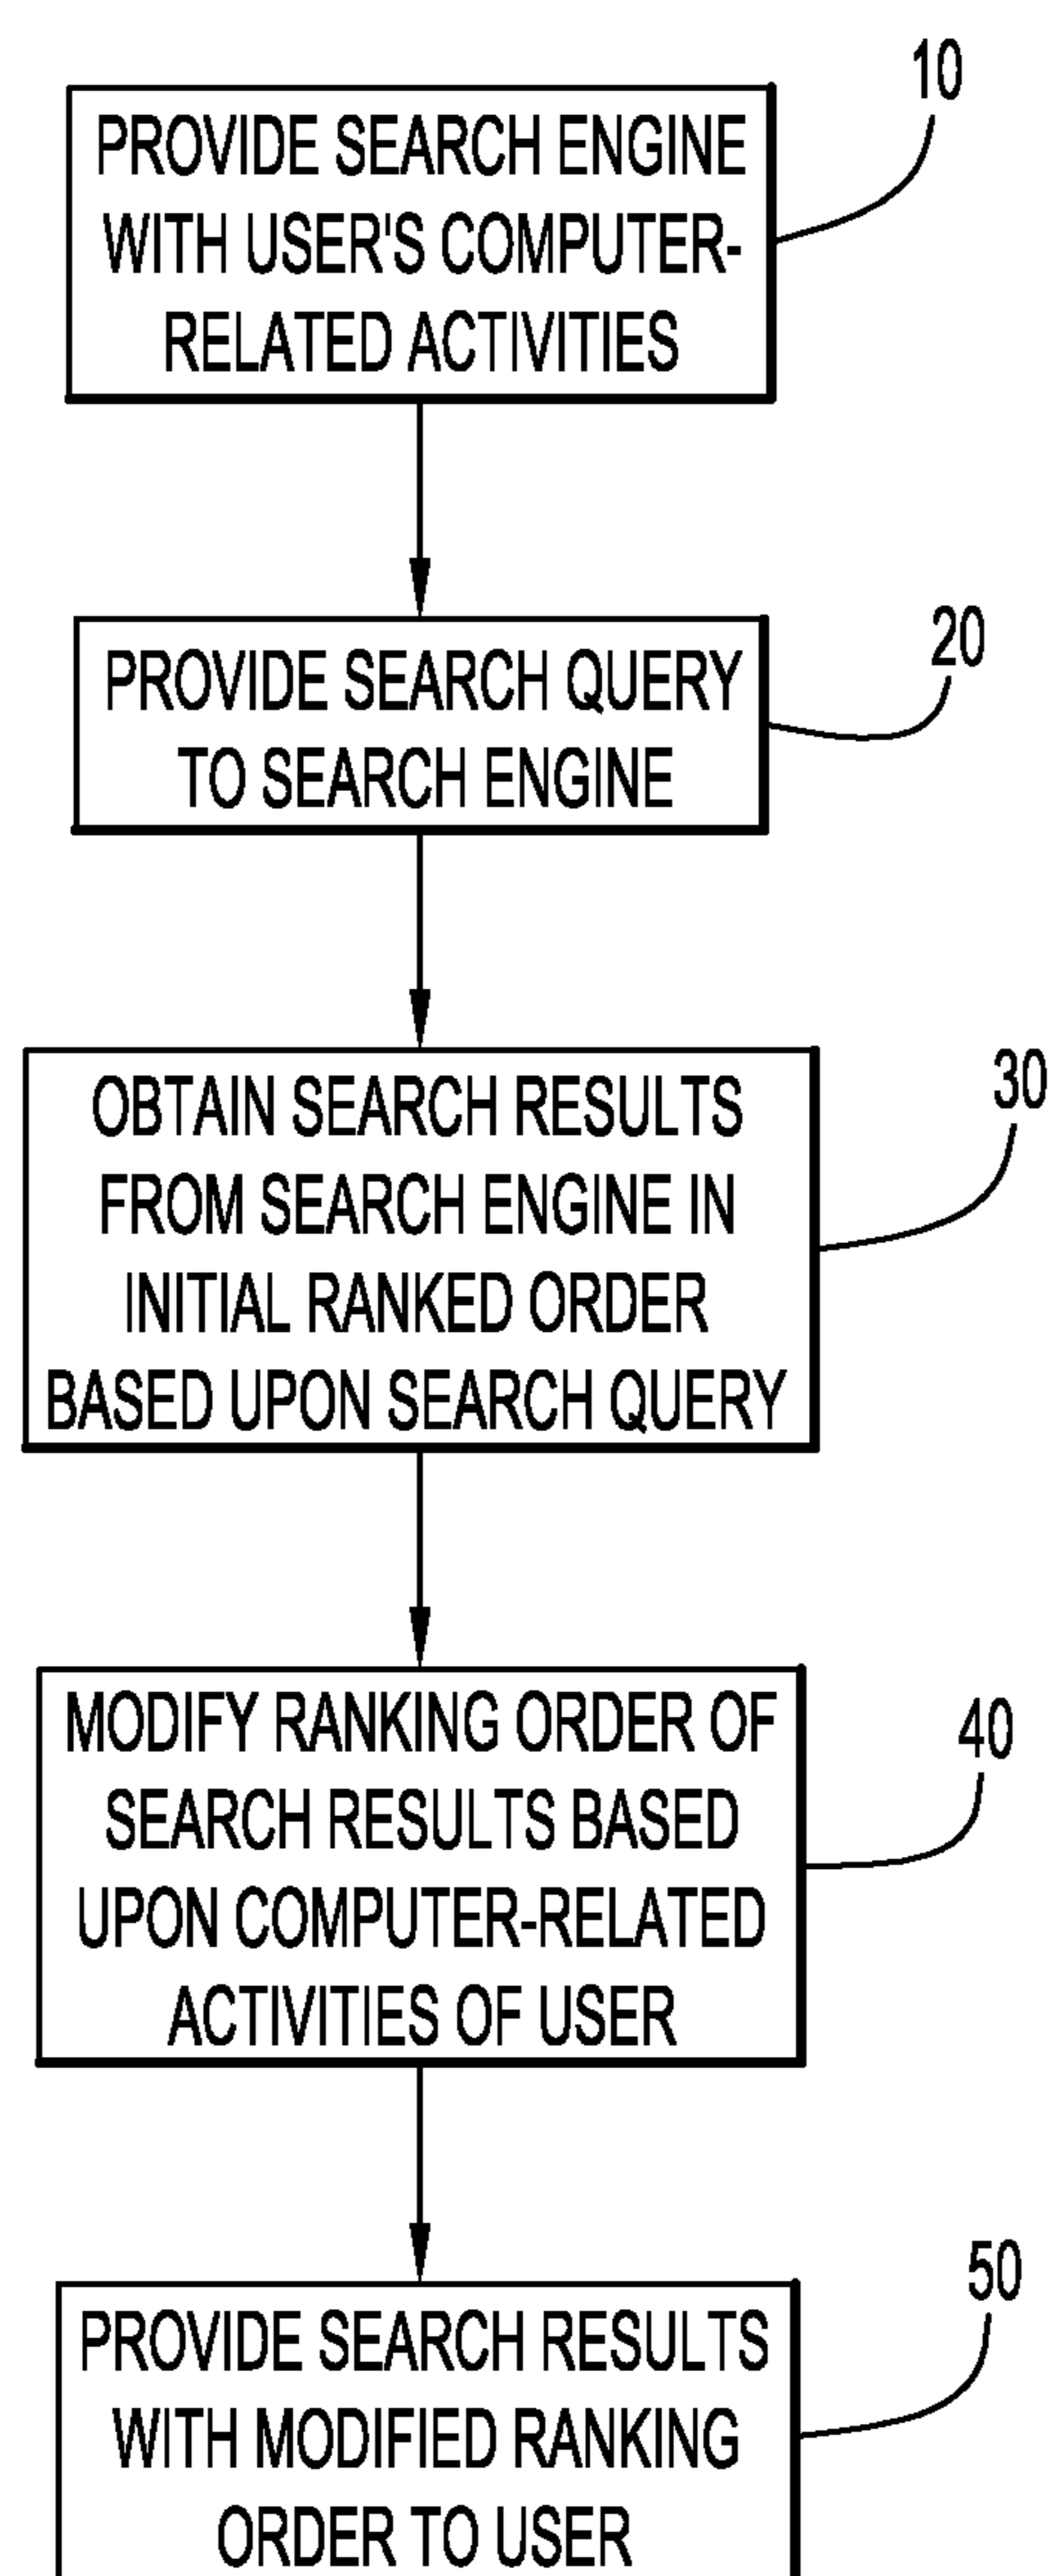 10
PROVIDE SEARCH ENGINE
WITH USER'S COMPUTER-
RELATED ACTIVITIES
20
PROVIDE SEARCH QUERY
TO SEARCH ENGINE
30
OBTAIN SEARCH RESULTS
FROM SEARCH ENGINE IN
INITIAL RANKED ORDER
BASED UPON SEARCH QUERY
40
MODIFY RANKING ORDER OF
SEARCH RESULTS BASED
UPON COMPUTER-RELATED
ACTIVITIES OF USER
50
PROVIDE SEARCH RESULTS
WITH MODIFIED RANKING
ORDER TO USER